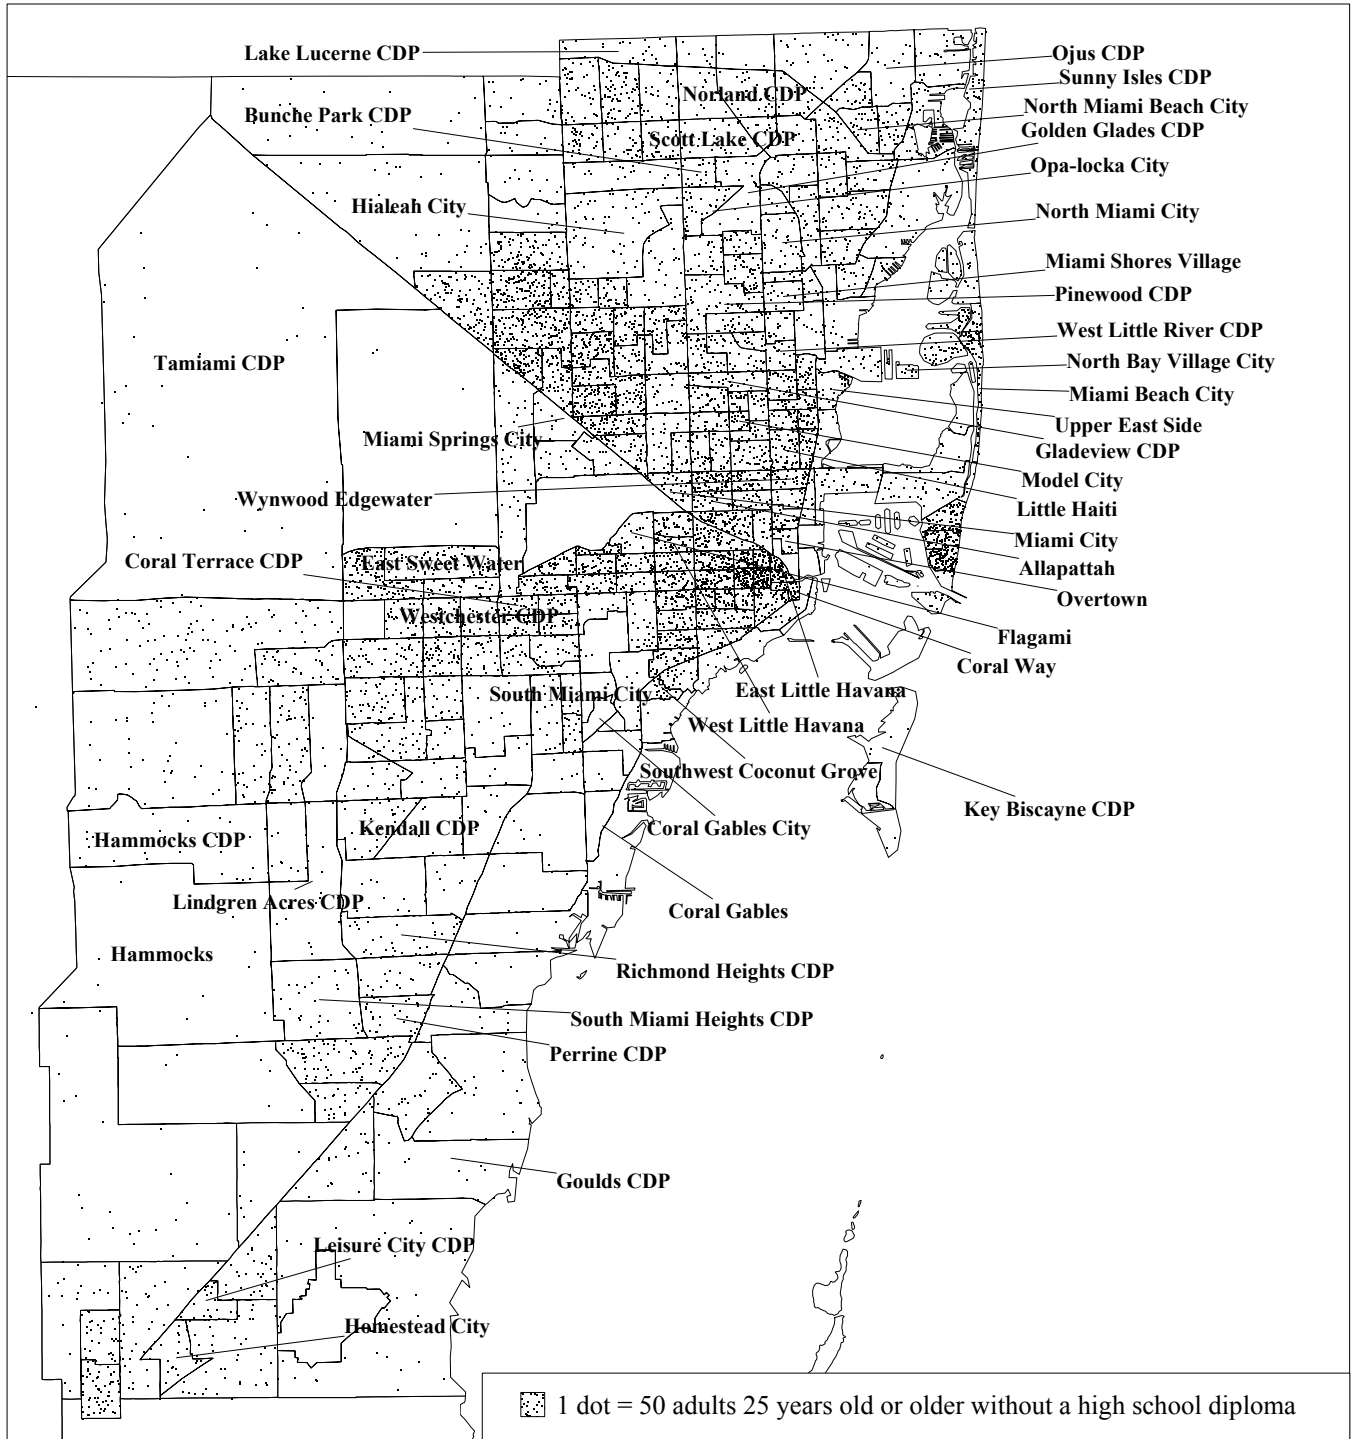 Lake Lucerne CDP
Ojus CDP
Sunny Isles CDP
Norland CDP
North Miami Beach City
Bunche Park CDP
Golden Glades CDP
Scott Lake CDP
Opa-locka City
Hialeah City
North Miami City
Miami Shores Village
Pinewood CDP
West Little River CDP
Tamiami CDP
North Bay Village City
Miami Beach City
Upper East Side
Miami Springs City
Gladeview CDP
Model City
Wynwood Edgewater
Little Haiti
Miami City
Coral Terrace CDP
East Sweet Water
Allapattah
Overtown
Westchester CDP
Flagami
Coral Way
South Miami City
East Little Havana
West Little Havana
Southwest Coconut Grove
Key Biscayne CDP
Hammocks CDP
Kendall CDP
Coral Gables City
Lindgren Acres CDP
Coral Gables
Hammocks
Richmond Heights CDP
South Miami Heights CDP
Perrine CDP
Goulds CDP
Leisure City CDP
Homestead City
1 dot = 50 adults 25 years old or older without a high school diploma